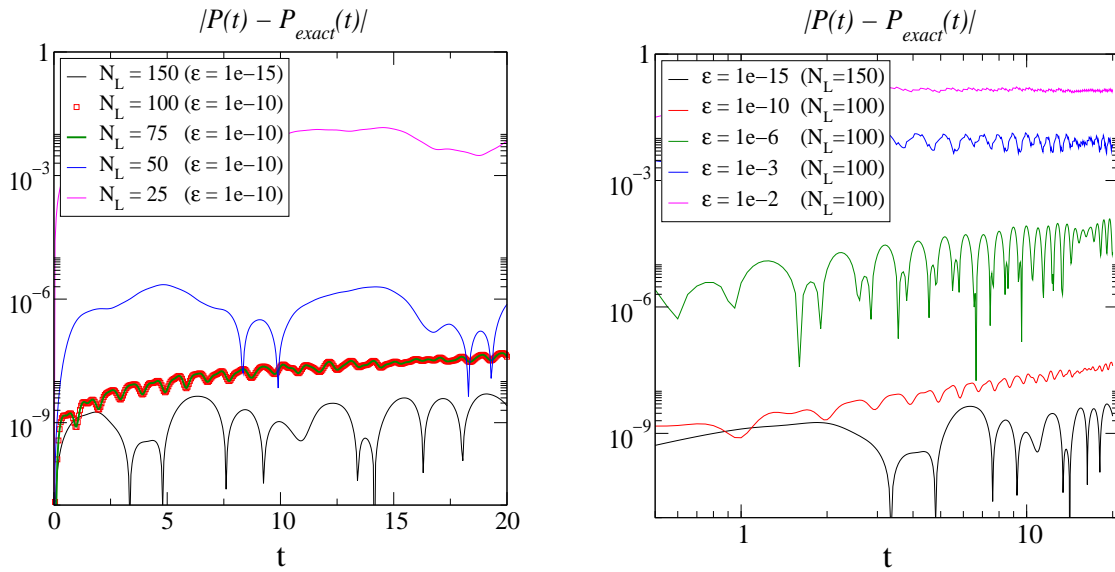 |P(t) − P_exact(t)|
1
10^−3
10^−6
10^−9
N_L = 150 (ε = 1e−15)
N_L = 100 (ε = 1e−10)
N_L = 75 (ε = 1e−10)
N_L = 50 (ε = 1e−10)
N_L = 25 (ε = 1e−10)
0 5 10 15 20
t
|P(t) − P_exact(t)|
1
10^−3
10^−6
10^−9
ε = 1e−15 (N_L=150)
ε = 1e−10 (N_L=100)
ε = 1e−6 (N_L=100)
ε = 1e−3 (N_L=100)
ε = 1e−2 (N_L=100)
1 10
t